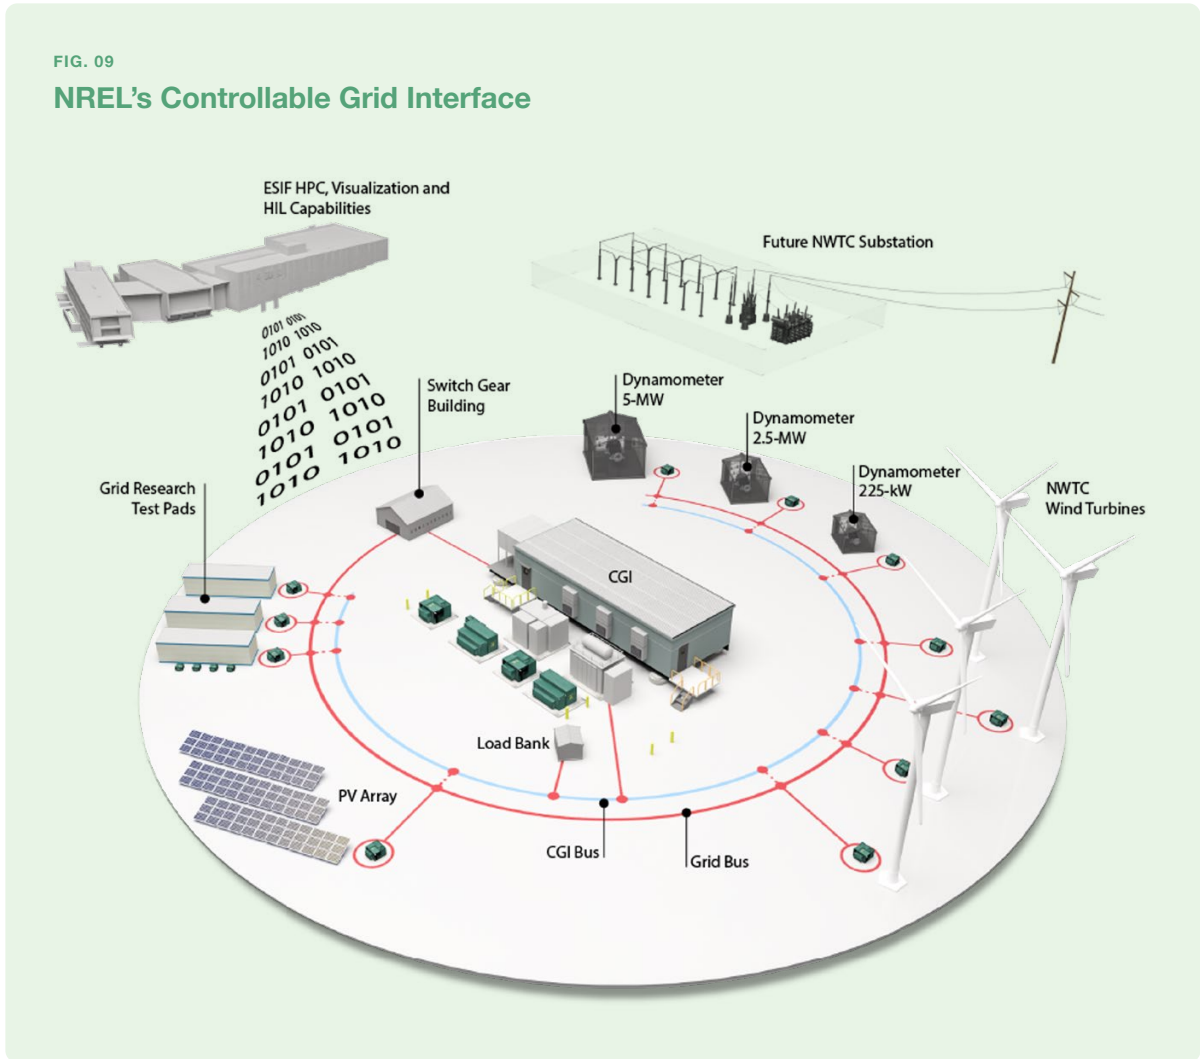 FIG. 09
NREL’s Controllable Grid Interface
ESIF HPC, Visualization and
HIL Capabilities
Future NWTC Substation
0101 0101
1010 1010
0101 0101
1010 1010
0101 0101
1010 1010
0101 0101
1010 1010
Switch Gear
Building
Dynamometer
5-MW
Dynamometer
2.5-MW
Dynamometer
225-kW
NWTC
Wind Turbines
Grid Research
Test Pads
CGI
Load Bank
PV Array
CGI Bus
Grid Bus